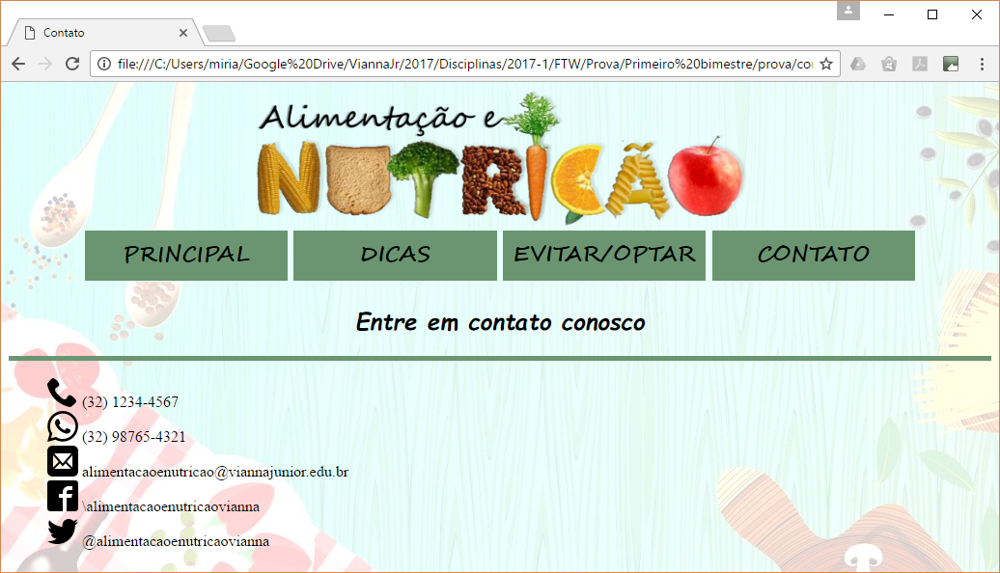 Contato
file:///C:/Users/miria/Google%20Drive/ViannaJr/2017/Disciplinas/2017-1/FTW/Prova/Primeiro%20bimestre/prova/co
Alimentação e
NUTRIÇÃO
PRINCIPAL DICAS EVITAR/OPTAR CONTATO
Entre em contato conosco
(32) 1234-4567
(32) 98765-4321
alimentacaoenutricao@viannajunior.edu.br
\alimentacaoenutricaovianna
@alimentacaoenutricaovianna